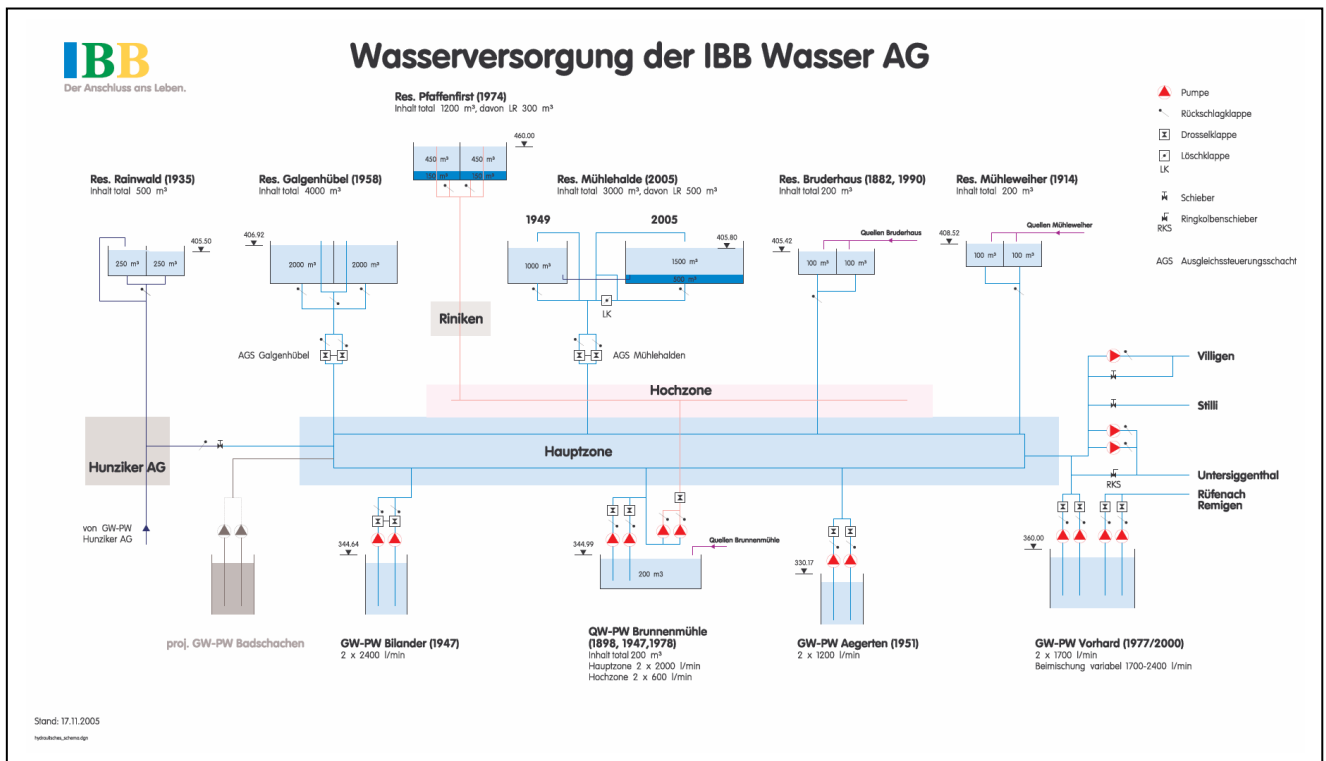 IBB
Der Anschluss ans Leben.
Wasserversorgung der IBB Wasser AG
Pumpe
Rückschlagklappe
Drosselklappe
Löschklappe
LK
Schieber
Ringkolbenschieber
RKS
AGS Ausgleichssteuerungsschacht
Res. Pfaffenfirst (1974)
Inhalt total 1200 m³, davon LR 300 m³
460.00
450 m³
450 m³
150 m³
150 m³
Res. Rainwald (1935)
Inhalt total 500 m³
405.50
250 m³
250 m³
Res. Galgenhübel (1958)
Inhalt total 4000 m³
406.92
2000 m³
2000 m³
AGS Galgenhübel
Riniken
Res. Mühlehalde (2005)
Inhalt total 3000 m³, davon LR 500 m³
1949
2005
405.80
1000 m³
1500 m³
500 m³
LK
AGS Mühlehalden
Res. Bruderhaus (1882, 1990)
Inhalt total 200 m³
405.42
Quellen Bruderhaus
100 m³
100 m³
Res. Mühleweiher (1914)
Inhalt total 200 m³
408.52
Quellen Mühleweiher
100 m³
100 m³
Hochzone
Hauptzone
Hunziker AG
von GW-PW
Hunziker AG
Villigen
Stilli
Untersiggenthal
RKS
Rüfenach
Remigen
proj. GW-PW Badschachen
344.64
GW-PW Bilander (1947)
2 x 2400 l/min
344.99
Quellen Brunnenmühle
200 m3
QW-PW Brunnenmühle
(1898, 1947,1978)
Inhalt total 200 m³
Hauptzone 2 x 2000 l/min
Hochzone 2 x 600 l/min
330.17
GW-PW Aegerten (1951)
2 x 1200 l/min
360.00
GW-PW Vorhard (1977/2000)
2 x 1700 l/min
Beimischung variabel 1700-2400 l/min
Stand: 17.11.2005
hydraulisches_schema.dgn